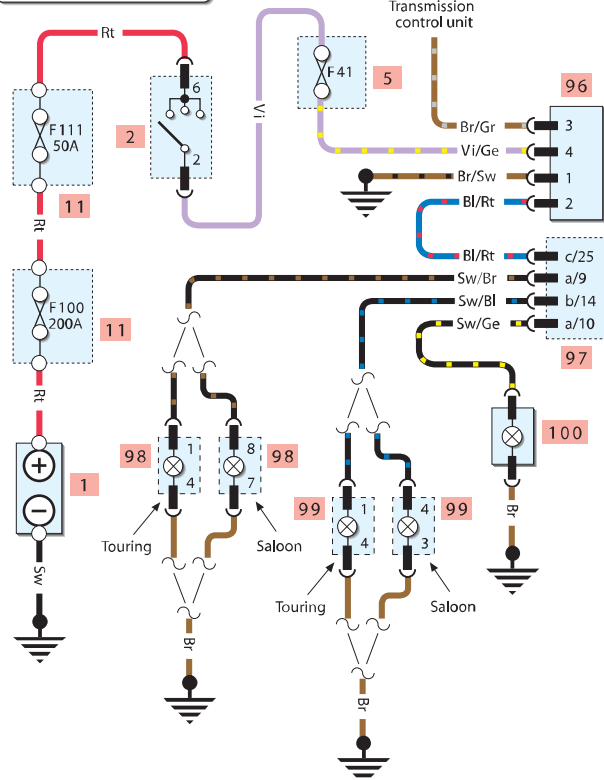 Transmission
control unit
Rt
6
2
2
Vi
F 41
5
96
F111
50A
11
Br/Gr
3
Vi/Ge
4
Br/Sw
1
Bl/Rt
2
Rt
Bl/Rt
c/25
Sw/Br
a/9
Sw/Bl
b/14
Sw/Ge
a/10
97
F100
200A
11
Rt
98
1
4
8
7
98
100
1
+
−
99
1
4
4
3
99
Br
Touring
Saloon
Sw
Touring
Saloon
Br
Br